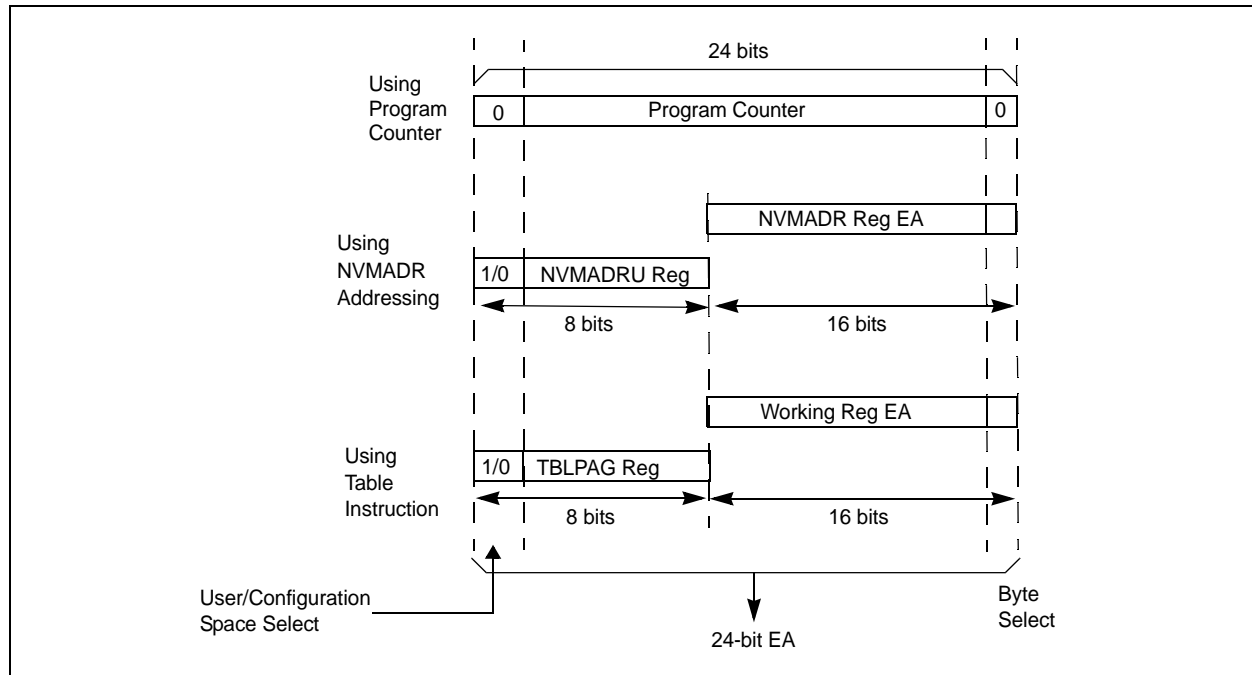 24 bits
Using
Program
Counter
0
Program Counter
0
NVMADR Reg EA
Using
NVMADR
Addressing
1/0
NVMADRU Reg
8 bits
16 bits
Working Reg EA
Using
Table
Instruction
1/0
TBLPAG Reg
8 bits
16 bits
User/Configuration
Space Select
Byte
Select
24-bit EA